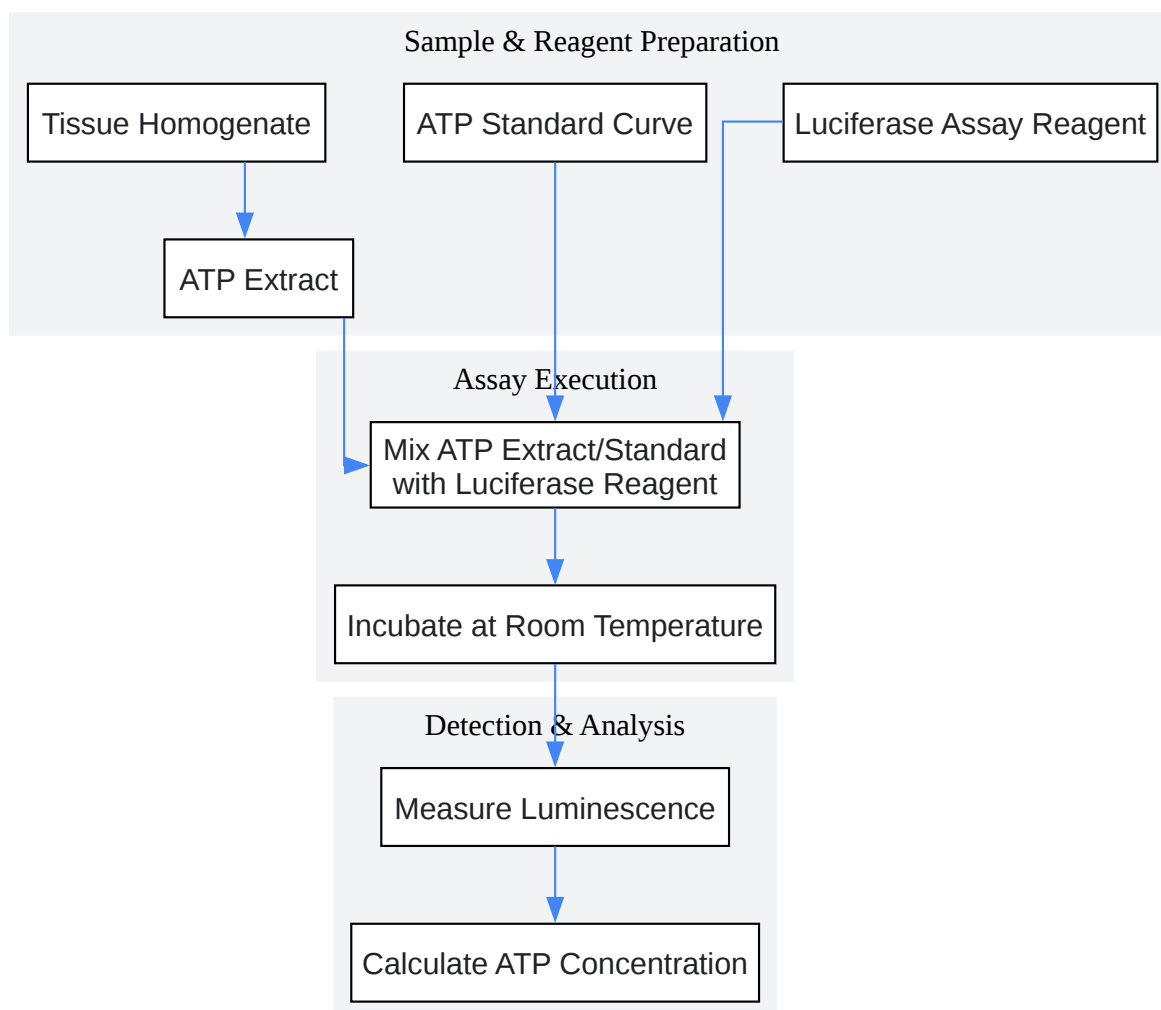 Sample & Reagent Preparation
Tissue Homogenate
ATP Standard Curve
Luciferase Assay Reagent
ATP Extract
Assay Execution
Mix ATP Extract/Standard
with Luciferase Reagent
Incubate at Room Temperature
Detection & Analysis
Measure Luminescence
Calculate ATP Concentration